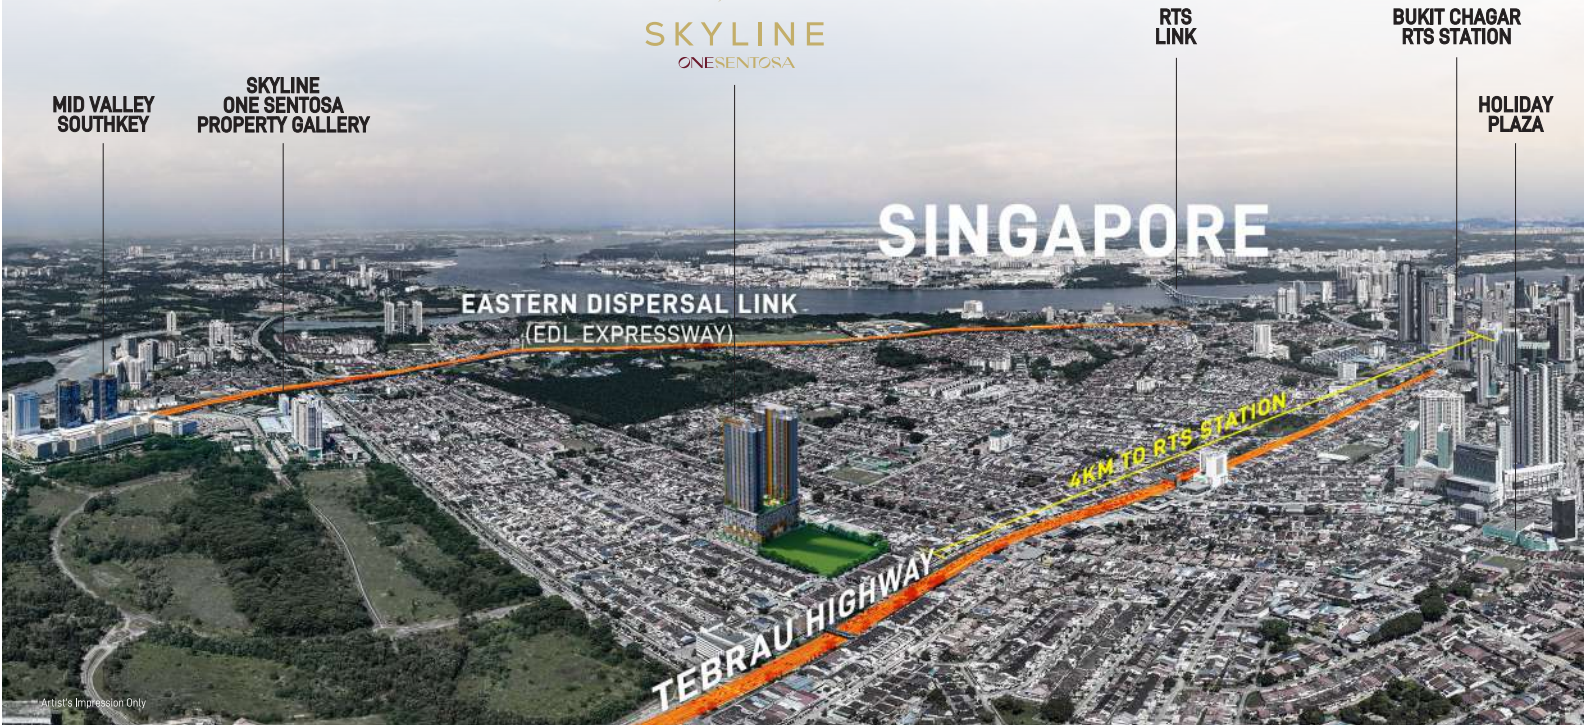 SKYLINE
ONESENTOSA
RTS
LINK
BUKIT CHAGAR
RTS STATION
SKYLINE
ONE SENTOSA
PROPERTY GALLERY
MID VALLEY
SOUTHKEY
HOLIDAY
PLAZA
SINGAPORE
EASTERN DISPERSAL LINK
(EDL EXPRESSWAY)
4KM TO RTS STATION
TEBRAU HIGHWAY
Artist's Impression Only